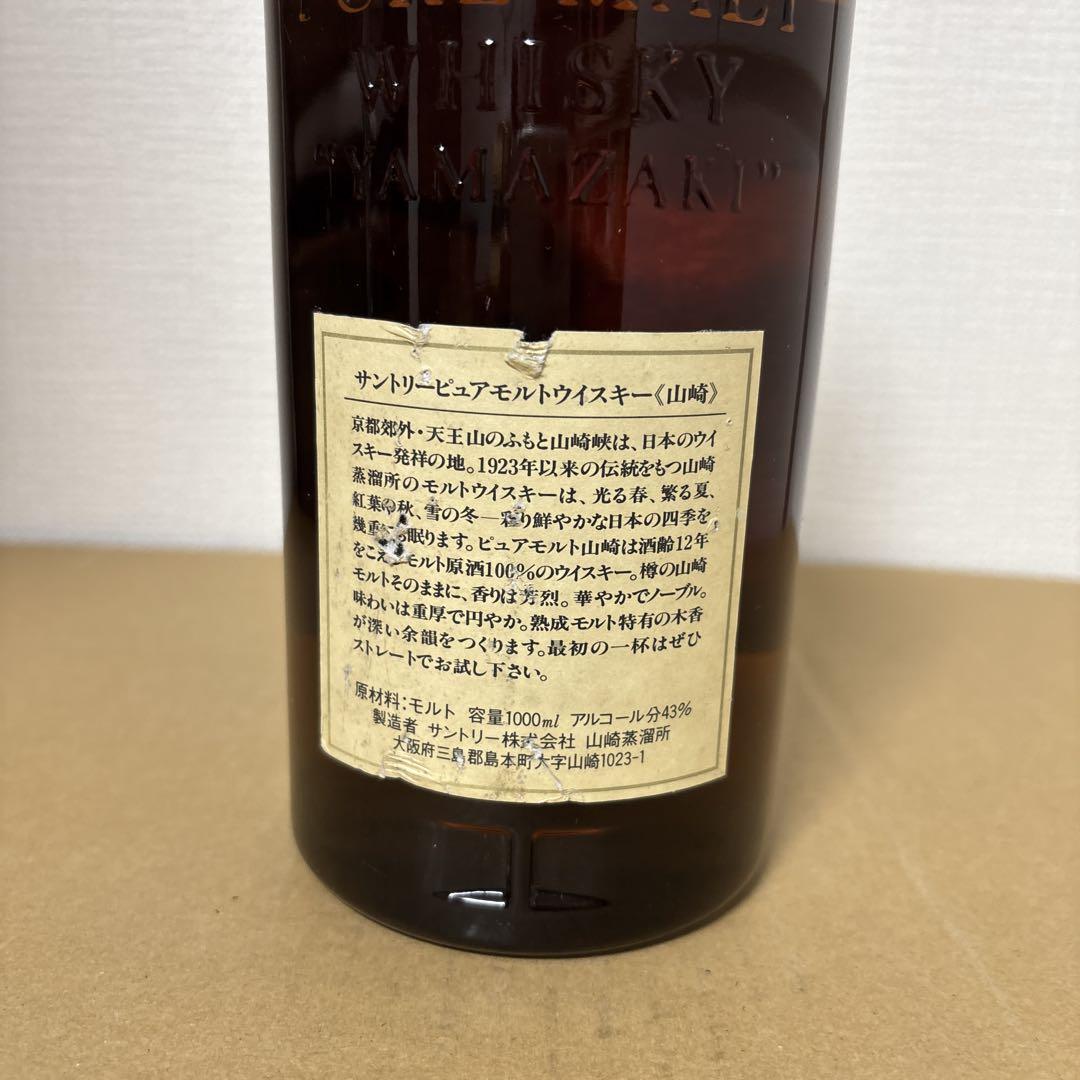 PURE MALT
WHISKY
"YAMAZAKI"
サントリーピュアモルトウイスキー《山崎》
京都郊外・天王山のふもと山崎峡は、日本のウイ
スキー発祥の地。1923年以来の伝統をもつ山崎
蒸溜所のモルトウイスキーは、光る春、繁る夏、
紅葉の秋、雪の冬―彩り鮮やかな日本の四季を
幾重にも眠ります。ピュアモルト山崎は酒齢12年
をこえるモルト原酒100%のウイスキー。樽の山崎
モルトそのままに、香りは芳烈。華やかでノーブル。
味わいは重厚で円やか。熟成モルト特有の木香
が深い余韻をつくります。最初の一杯はぜひ
ストレートでお試し下さい。
原材料:モルト 容量1000ml アルコール分43%
製造者 サントリー株式会社 山崎蒸溜所
大阪府三島郡島本町大字山崎1023-1